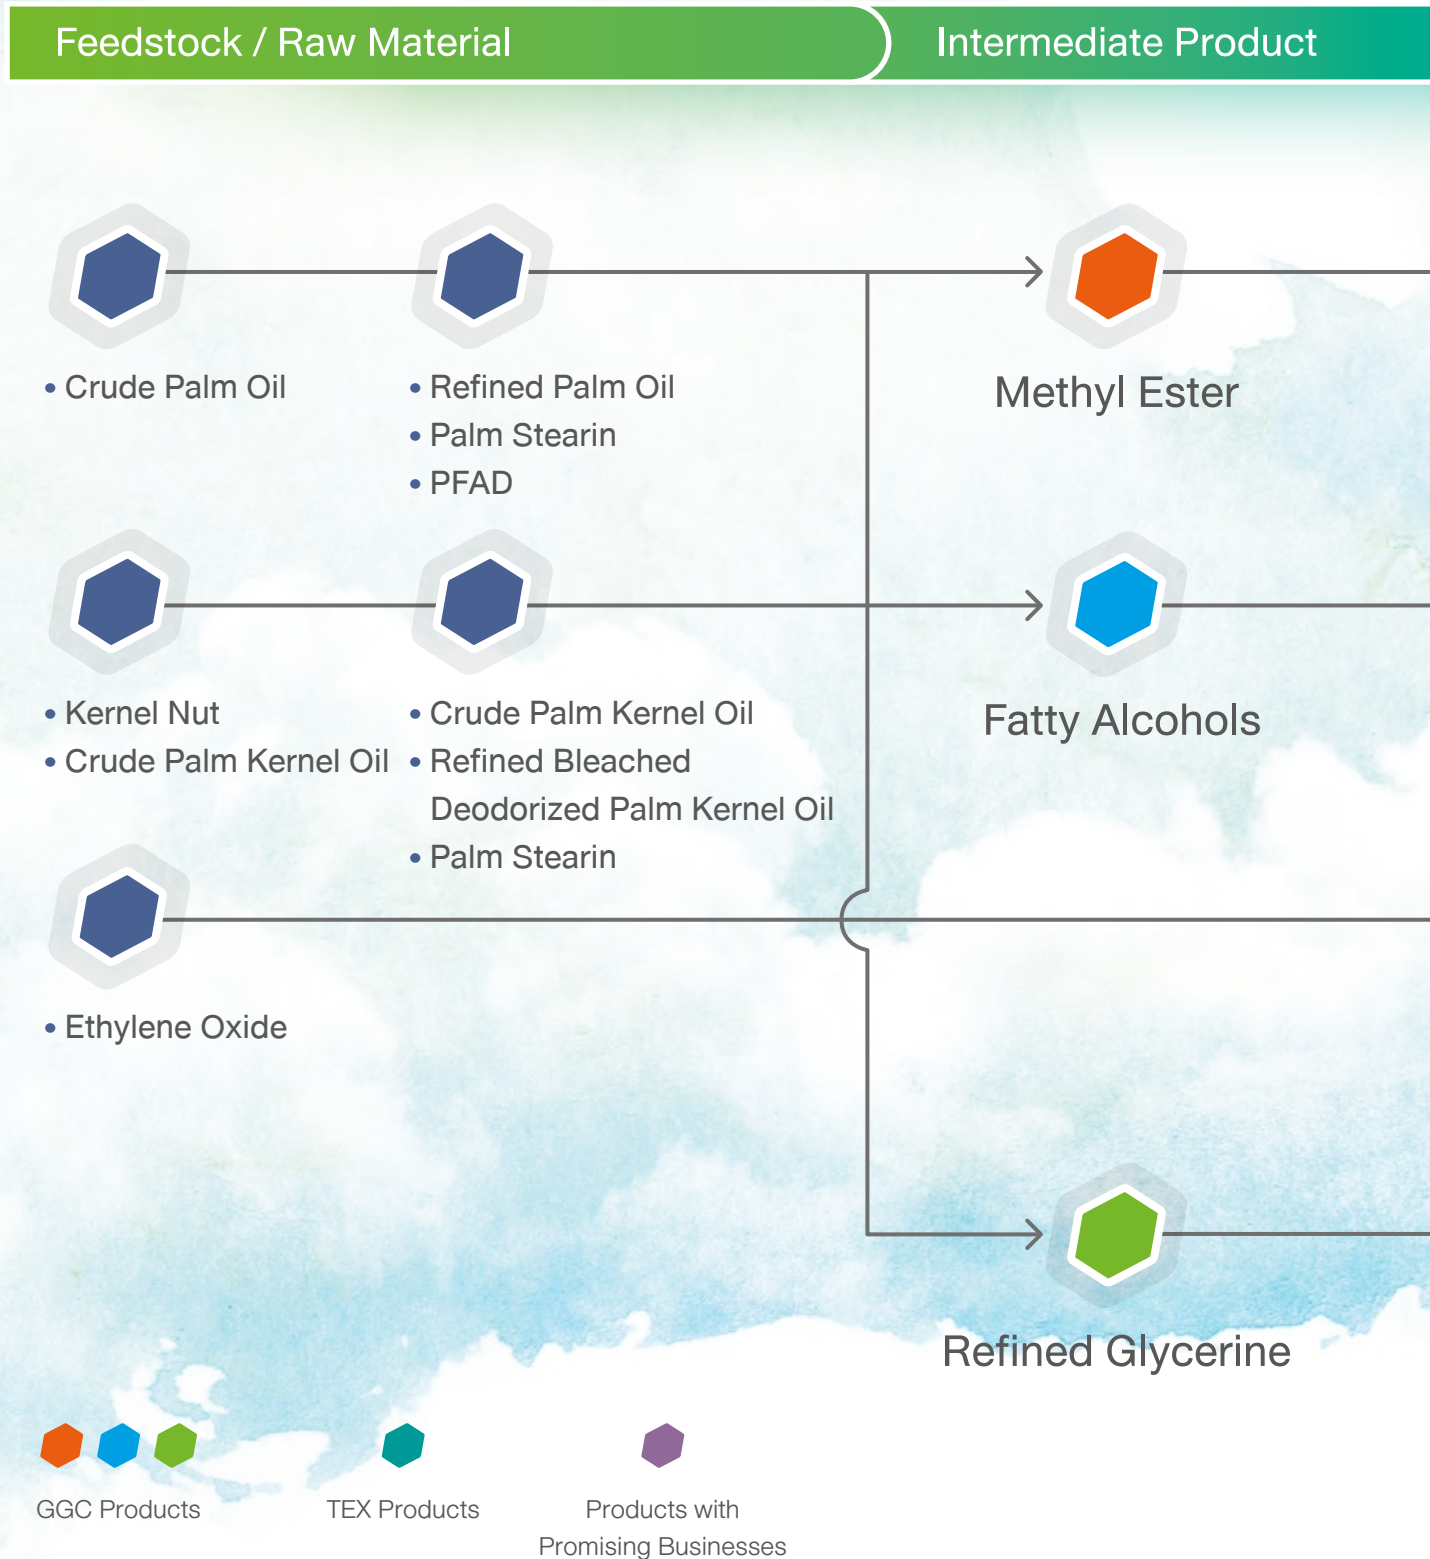 Feedstock / Raw Material
Intermediate Product
• Crude Palm Oil
• Refined Palm Oil
• Palm Stearin
• PFAD
Methyl Ester
• Kernel Nut
• Crude Palm Kernel Oil
• Crude Palm Kernel Oil
• Refined Bleached
Deodorized Palm Kernel Oil
• Palm Stearin
Fatty Alcohols
• Ethylene Oxide
Refined Glycerine
GGC Products
TEX Products
Products with
Promising Businesses